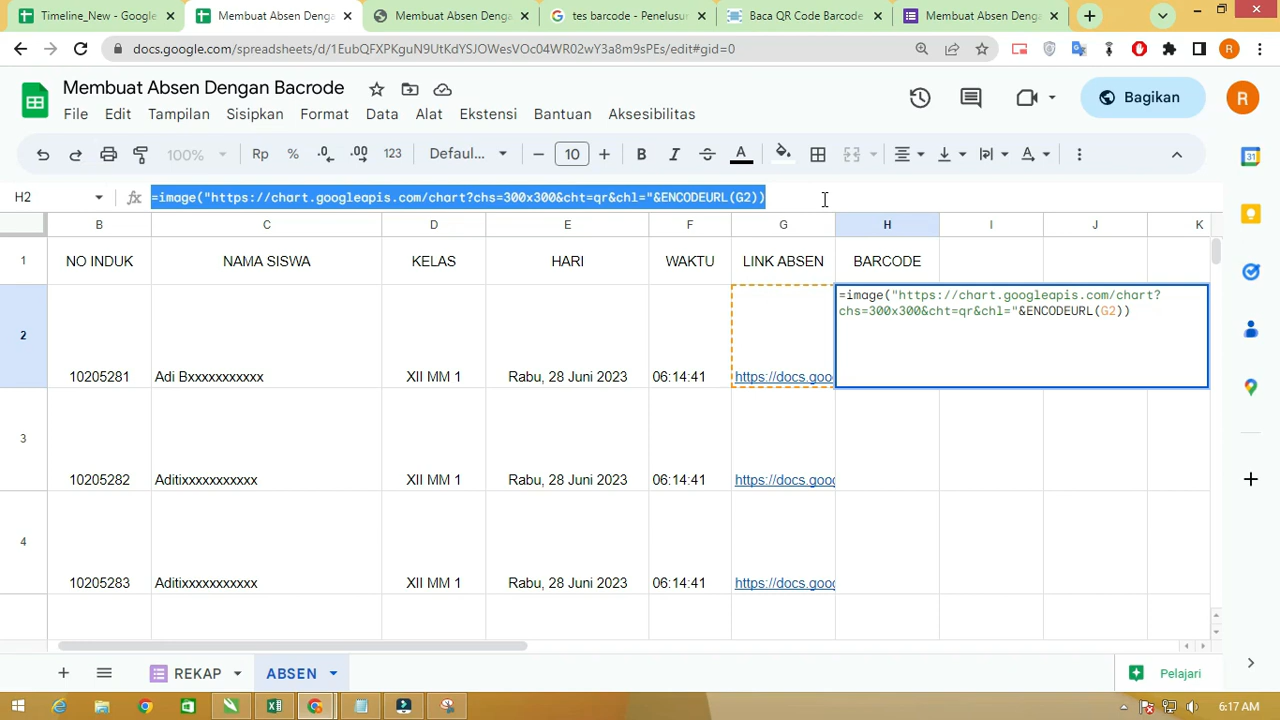 Timeline_New - Google
Membuat Absen Denga
Membuat Absen Denga
tes barcode - Penelusur
Baca QR Code Barcode
Membuat Absen Denga
docs.google.com/spreadsheets/d/1EubQFXPKguN9UtKdYSJOWesVOc04WR02wY3a8m9sPEs/edit#gid=0
R
Membuat Absen Dengan Bacrode
Bagikan
R
File Edit Tampilan Sisipkan Format Data Alat Ekstensi Bantuan Aksesibilitas
100% Rp % .0 .00 123 Defaul... 10 B I A
H2 fx =image("https://chart.googleapis.com/chart?chs=300x300&cht=qr&chl="&ENCODEURL(G2))
B C D E F G H I J K
1 NO INDUK NAMA SISWA KELAS HARI WAKTU LINK ABSEN BARCODE
=image("https://chart.googleapis.com/chart?
chs=300x300&cht=qr&chl="&ENCODEURL(G2))
2 10205281 Adi Bxxxxxxxxxxx XII MM 1 Rabu, 28 Juni 2023 06:14:41 https://docs.goo
3 10205282 Aditixxxxxxxxxxx XII MM 1 Rabu, 28 Juni 2023 06:14:41 https://docs.goo
4 10205283 Aditixxxxxxxxxxx XII MM 1 Rabu, 28 Juni 2023 06:14:41 https://docs.goo
REKAP ABSEN Pelajari
6:17 AM